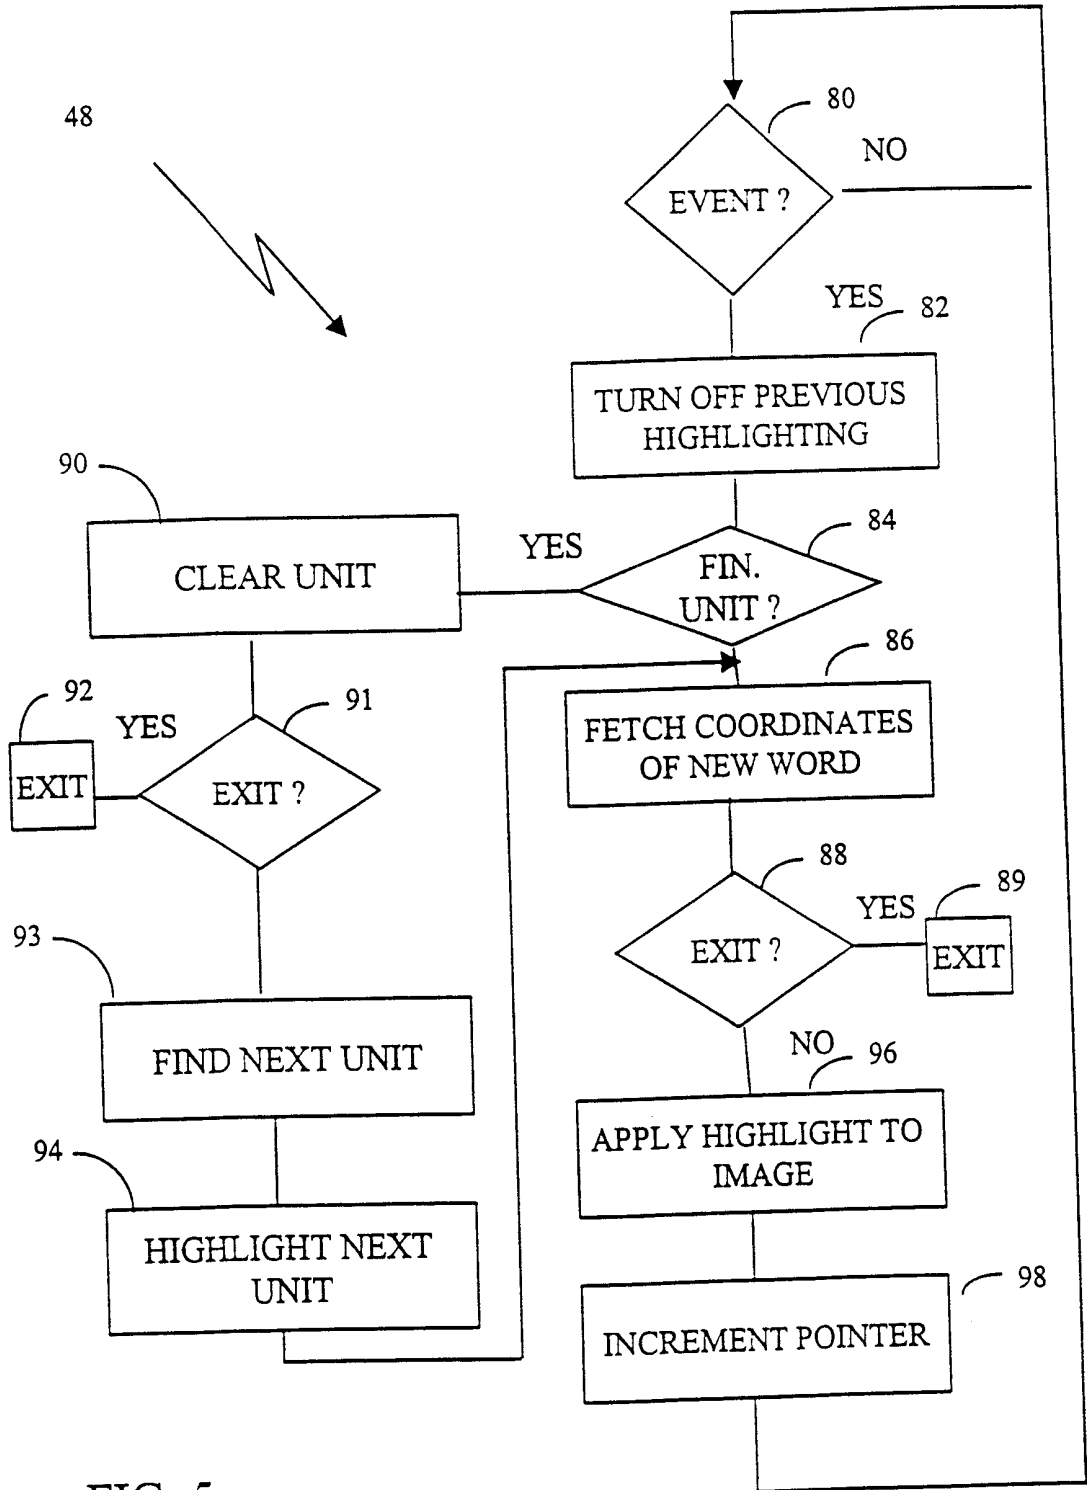 48
80
EVENT ?
NO
YES
82
TURN OFF PREVIOUS
HIGHLIGHTING
84
YES
FIN.
UNIT ?
90
CLEAR UNIT
86
FETCH COORDINATES
OF NEW WORD
92
YES
EXIT
91
EXIT ?
88
EXIT ?
YES
89
EXIT
93
FIND NEXT UNIT
NO
96
APPLY HIGHLIGHT TO
IMAGE
94
HIGHLIGHT NEXT
UNIT
98
INCREMENT POINTER
FIG. 5